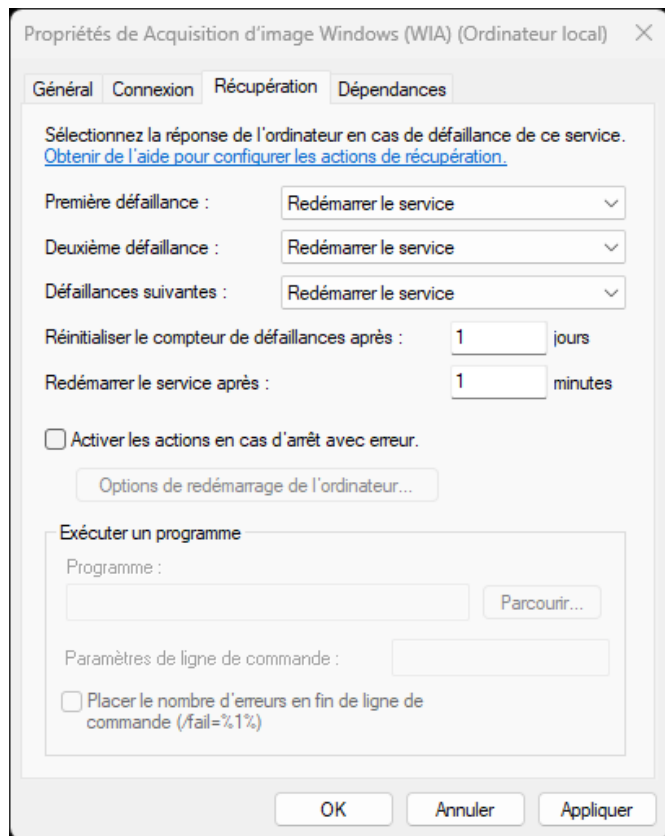 Propriétés de Acquisition d'image Windows (WIA) (Ordinateur local)
Général Connexion Récupération Dépendances
Sélectionnez la réponse de l'ordinateur en cas de défaillance de ce service.
Obtenir de l'aide pour configurer les actions de récupération.
Première défaillance : Redémarrer le service
Deuxième défaillance : Redémarrer le service
Défaillances suivantes : Redémarrer le service
Réinitialiser le compteur de défaillances après : 1 jours
Redémarrer le service après : 1 minutes
Activer les actions en cas d'arrêt avec erreur.
Options de redémarrage de l'ordinateur...
Exécuter un programme
Programme :
Parcourir...
Paramètres de ligne de commande :
Placer le nombre d'erreurs en fin de ligne de
commande (/fail=%1%)
OK Annuler Appliquer